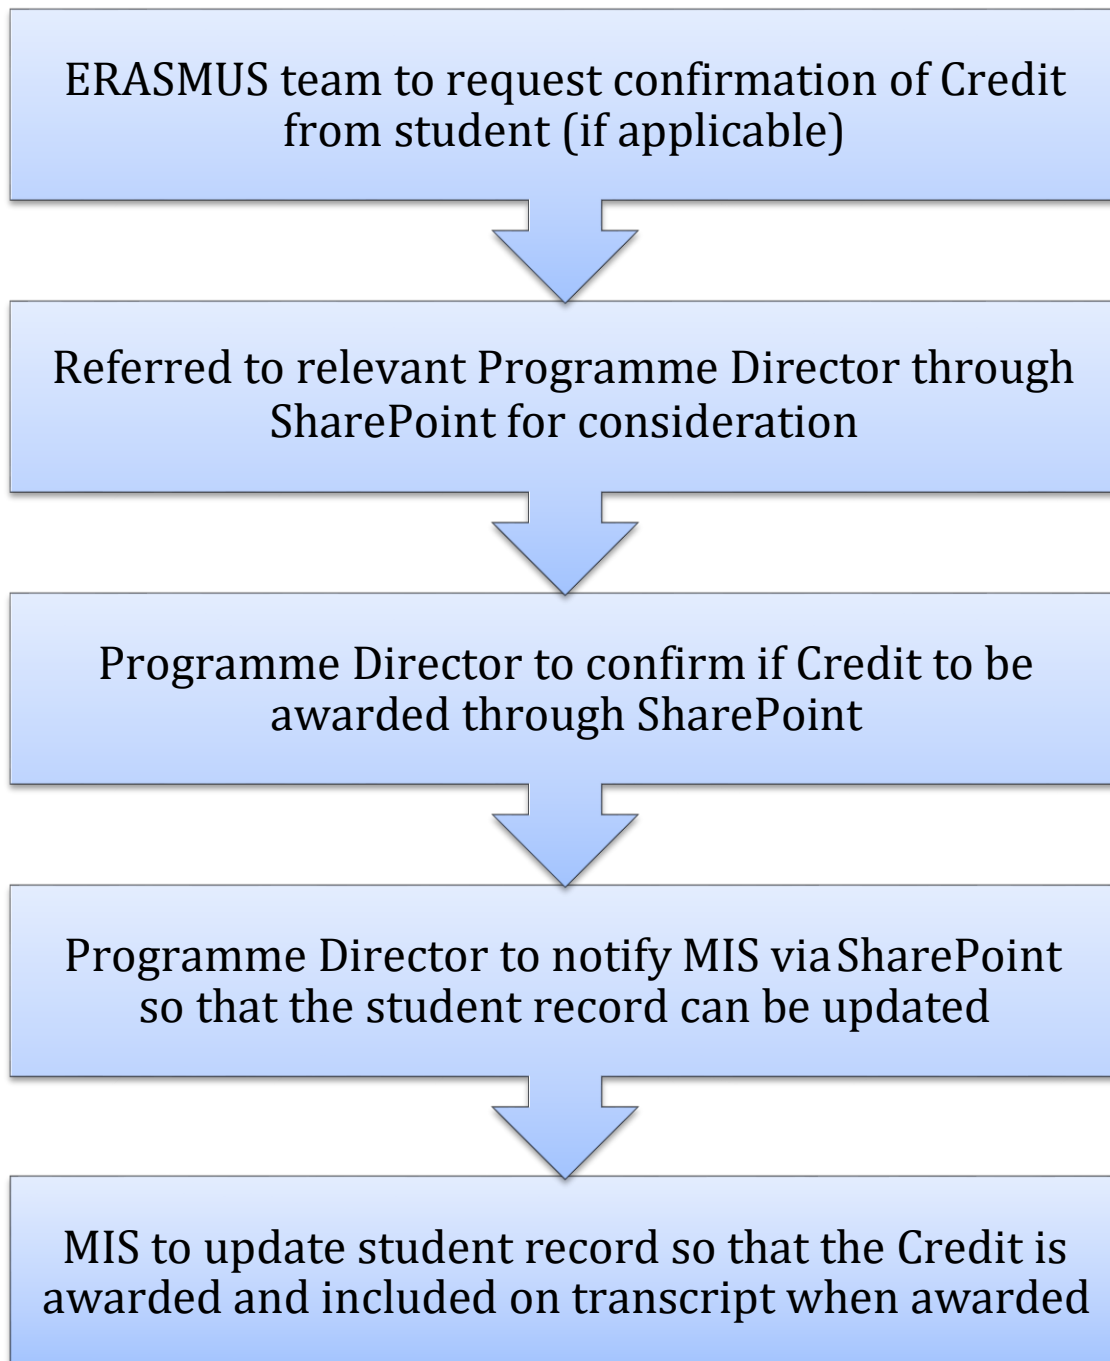 ERASMUS team to request confirmation of Credit
from student (if applicable)
Referred to relevant Programme Director through
SharePoint for consideration
Programme Director to confirm if Credit to be
awarded through SharePoint
Programme Director to notify MIS via SharePoint
so that the student record can be updated
MIS to update student record so that the Credit is
awarded and included on transcript when awarded